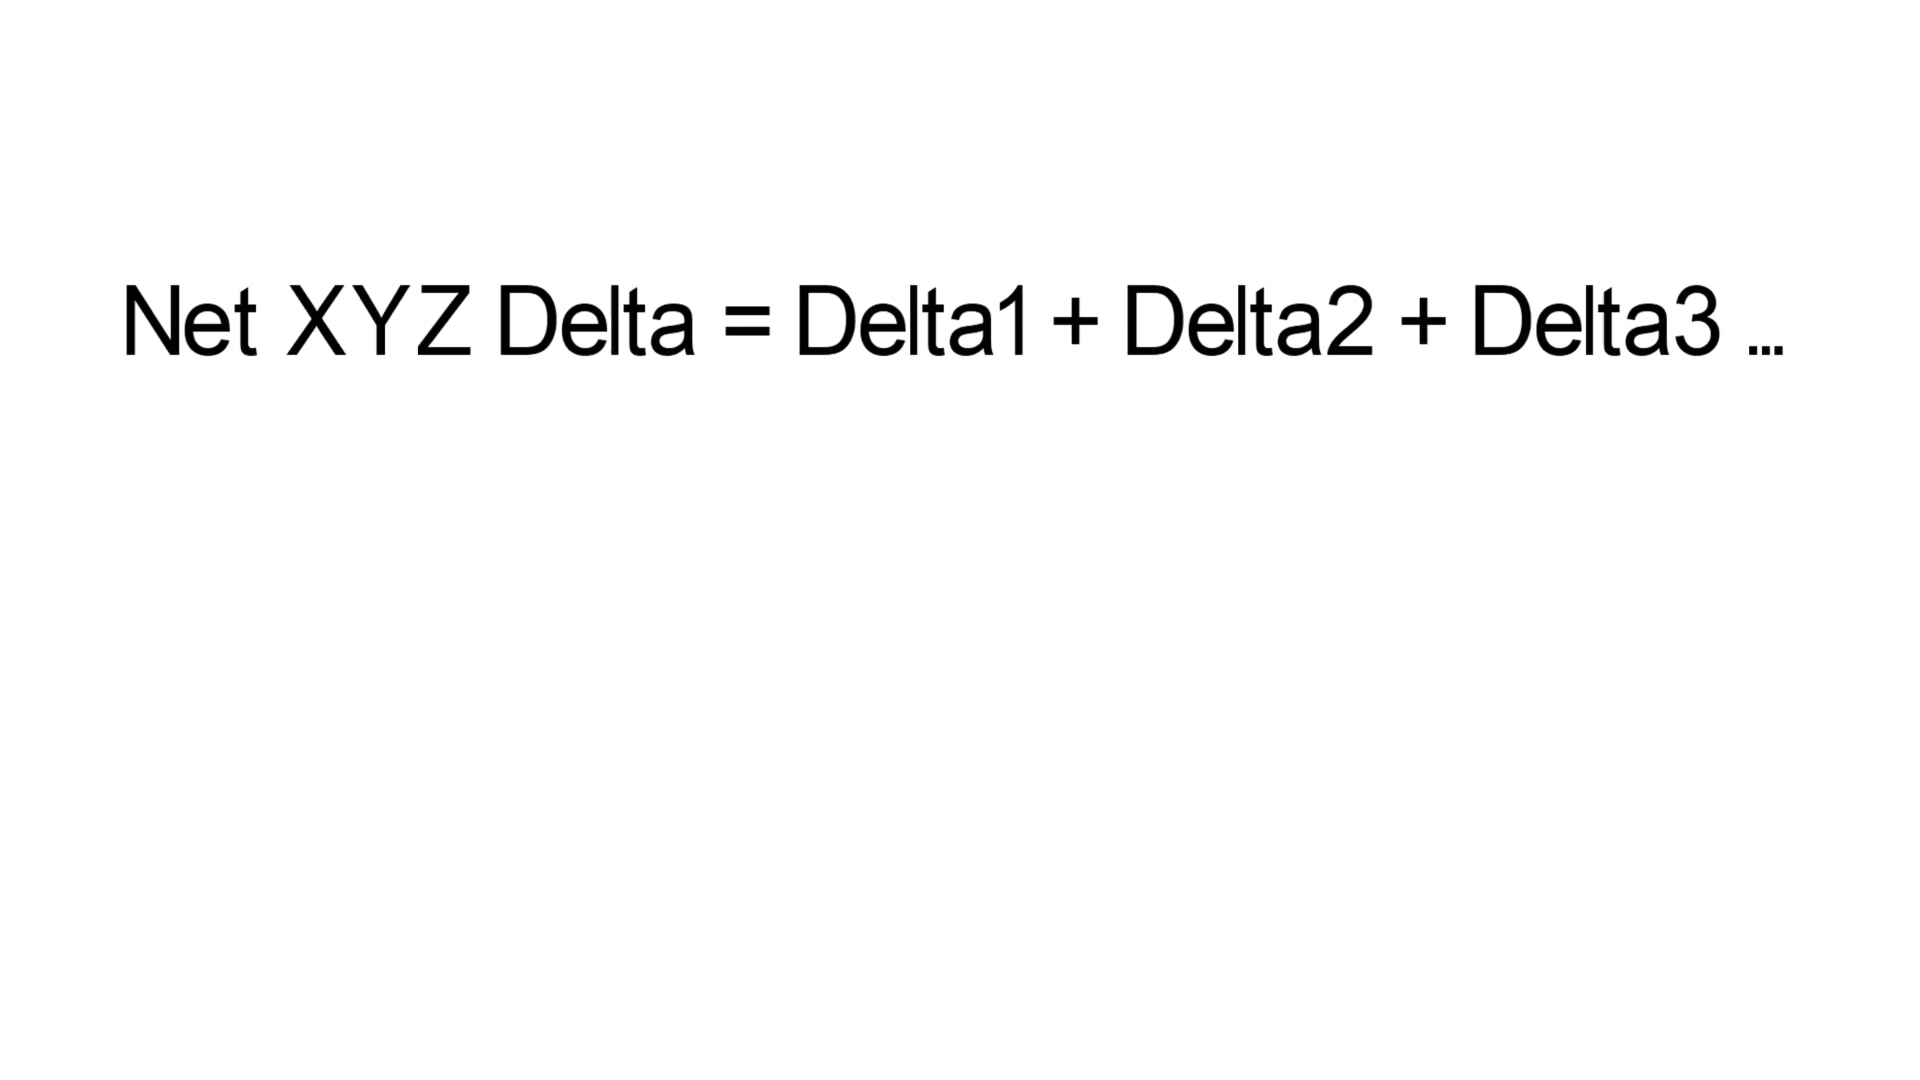 Net XYZ Delta = Delta1 + Delta2 + Delta3 ...